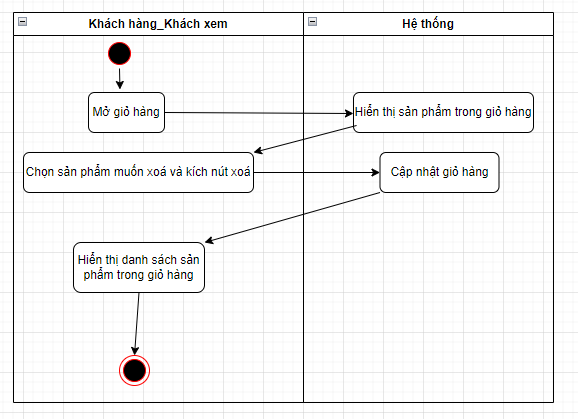 Khách hàng_Khách xem
Hệ thống
Mở giỏ hàng
Hiển thị sản phẩm trong giỏ hàng
Chọn sản phẩm muốn xoá và kích nút xoá
Cập nhật giỏ hàng
Hiển thị danh sách sản
phẩm trong giỏ hàng